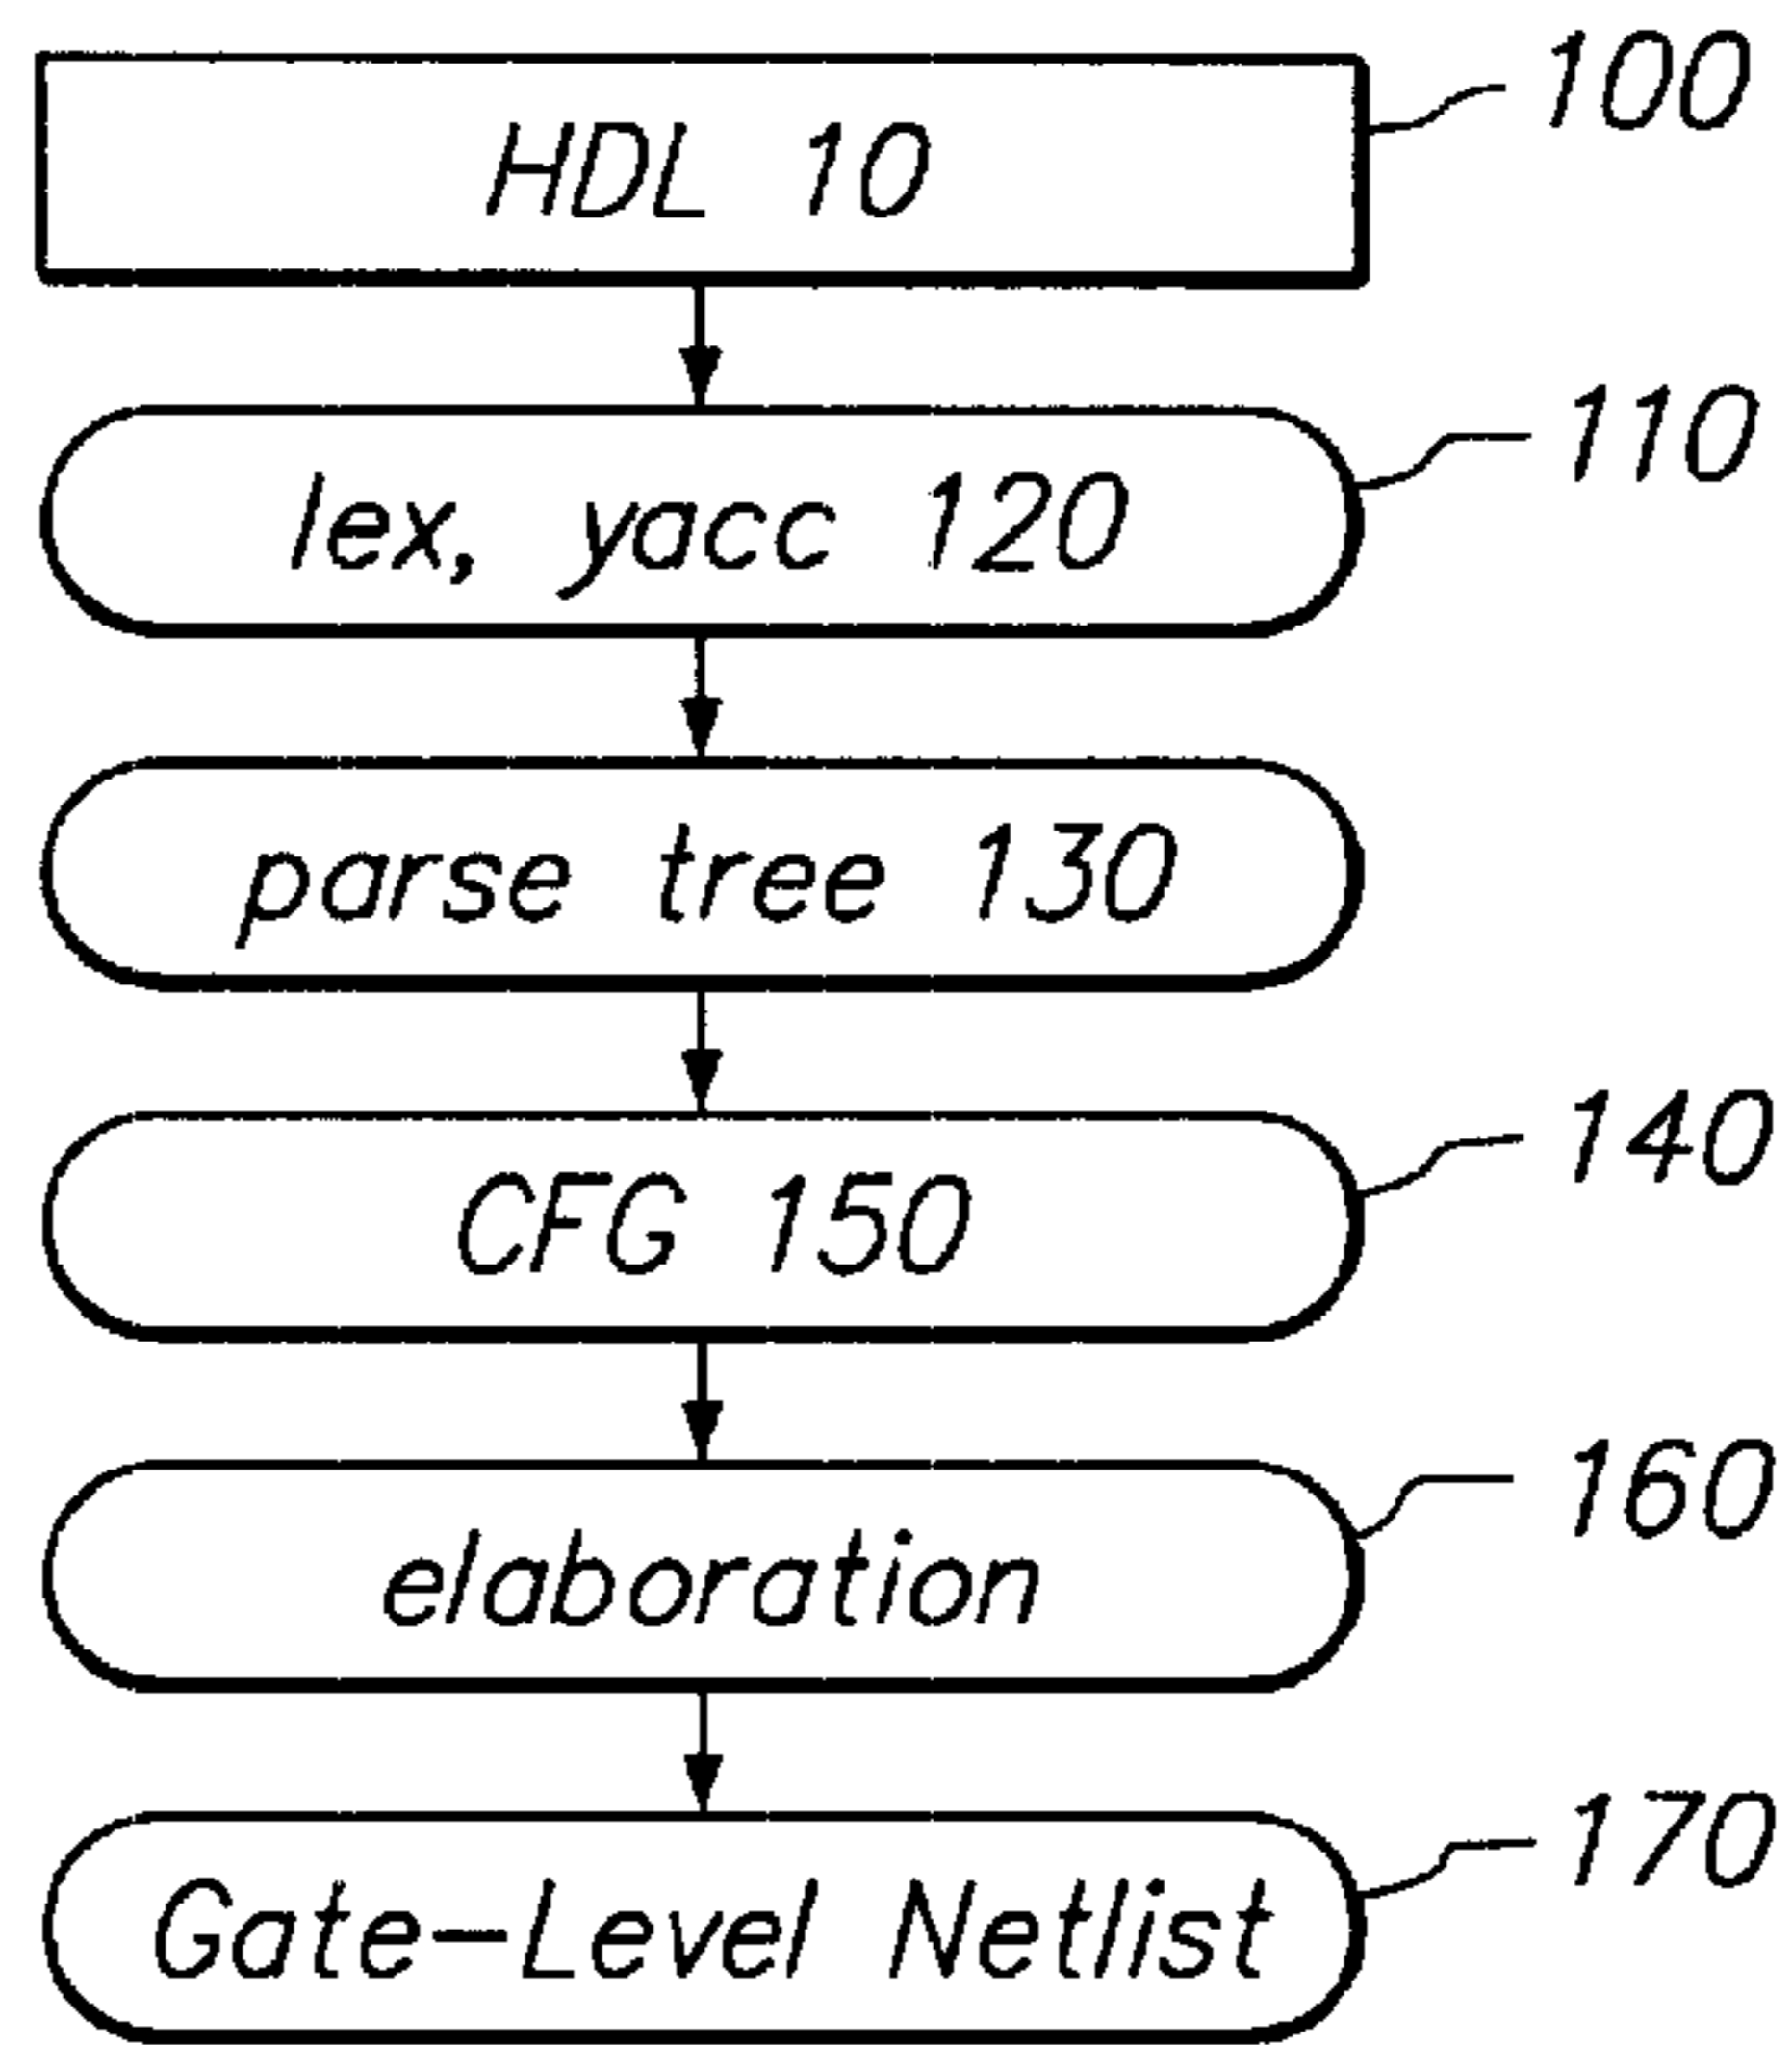 100
HDL 10
110
lex, yacc 120
parse tree 130
140
CFG 150
160
elaboration
170
Gate-Level Netlist